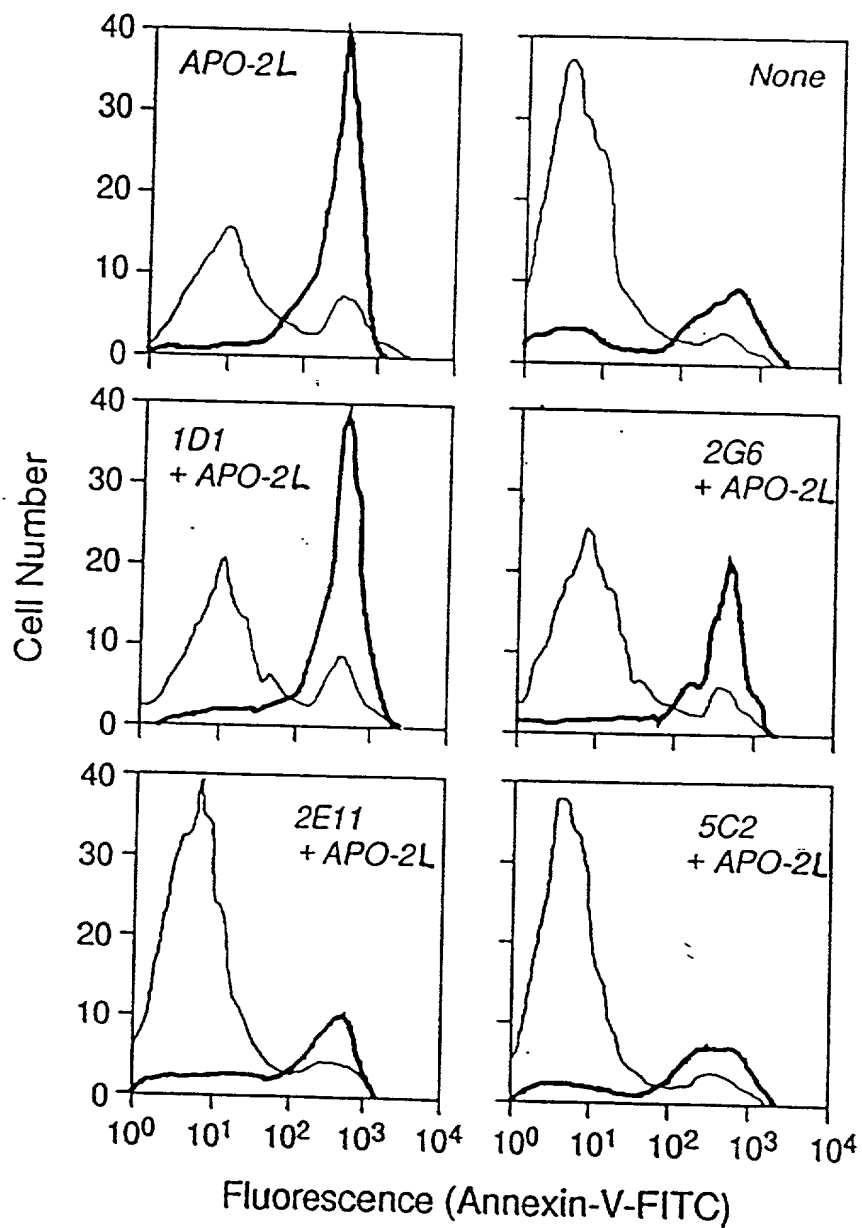 40
30
20
10
0
APO-2L
None
40
30
20
10
0
1D1
+ APO-2L
2G6
+ APO-2L
Cell Number
40
30
20
10
0
2E11
+ APO-2L
5C2
+ APO-2L
10⁰ 10¹ 10² 10³ 10⁴
10⁰ 10¹ 10² 10³ 10⁴
Fluorescence (Annexin-V-FITC)